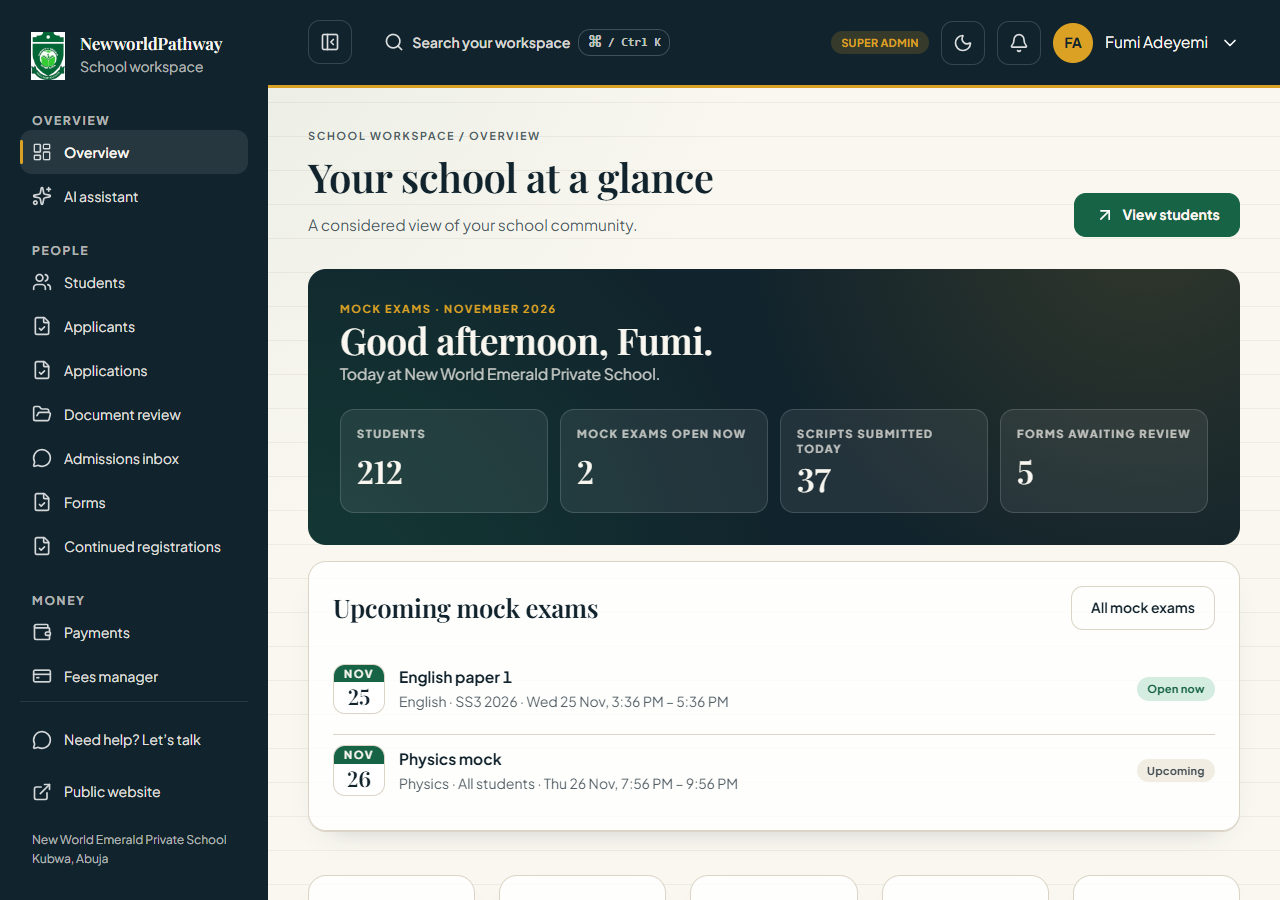 NewworldPathway
School workspace
OVERVIEW
Overview
AI assistant
PEOPLE
Students
Applicants
Applications
Document review
Admissions inbox
Forms
Continued registrations
MONEY
Payments
Fees manager
Need help? Let's talk
Public website
New World Emerald Private School
Kubwa, Abuja
Search your workspace ⌘ / Ctrl K
SUPER ADMIN
FA
Fumi Adeyemi
SCHOOL WORKSPACE / OVERVIEW
Your school at a glance
A considered view of your school community.
View students
MOCK EXAMS · NOVEMBER 2026
Good afternoon, Fumi.
Today at New World Emerald Private School.
STUDENTS
212
MOCK EXAMS OPEN NOW
2
SCRIPTS SUBMITTED
TODAY
37
FORMS AWAITING REVIEW
5
Upcoming mock exams
All mock exams
NOV
25
English paper 1
English · SS3 2026 · Wed 25 Nov, 3:36 PM – 5:36 PM
Open now
NOV
26
Physics mock
Physics · All students · Thu 26 Nov, 7:56 PM – 9:56 PM
Upcoming